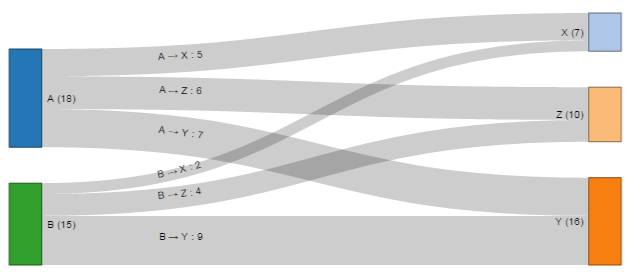 X (7)
A → X : 5
A → Z : 6
A (18)
Z (10)
A → Y : 7
B → X : 2
B → Z : 4
B (15)
Y (16)
B → Y : 9